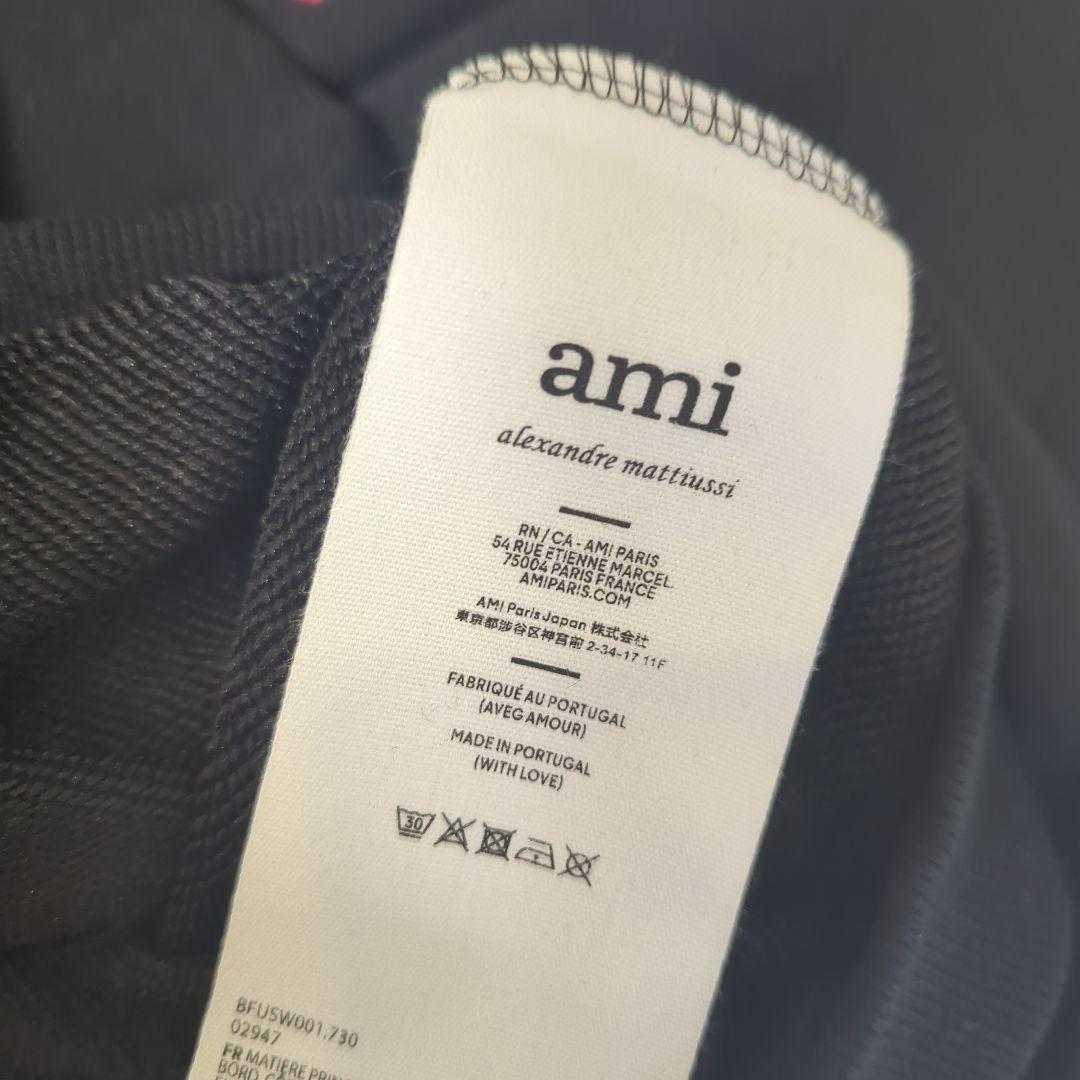 ami
alexandre mattiussi
RN / CA - AMI PARIS
54 RUE ETIENNE MARCEL
75004 PARIS FRANCE
AMIPARIS.COM
AMI Paris Japan 株式会社
東京都渉谷区神宮前 2-34-17 11F
FABRIQUÉ AU PORTUGAL
(AVEG AMOUR)
MADE IN PORTUGAL
(WITH LOVE)
30
BFUSW001.730
02947
FR MATIERE
BORD